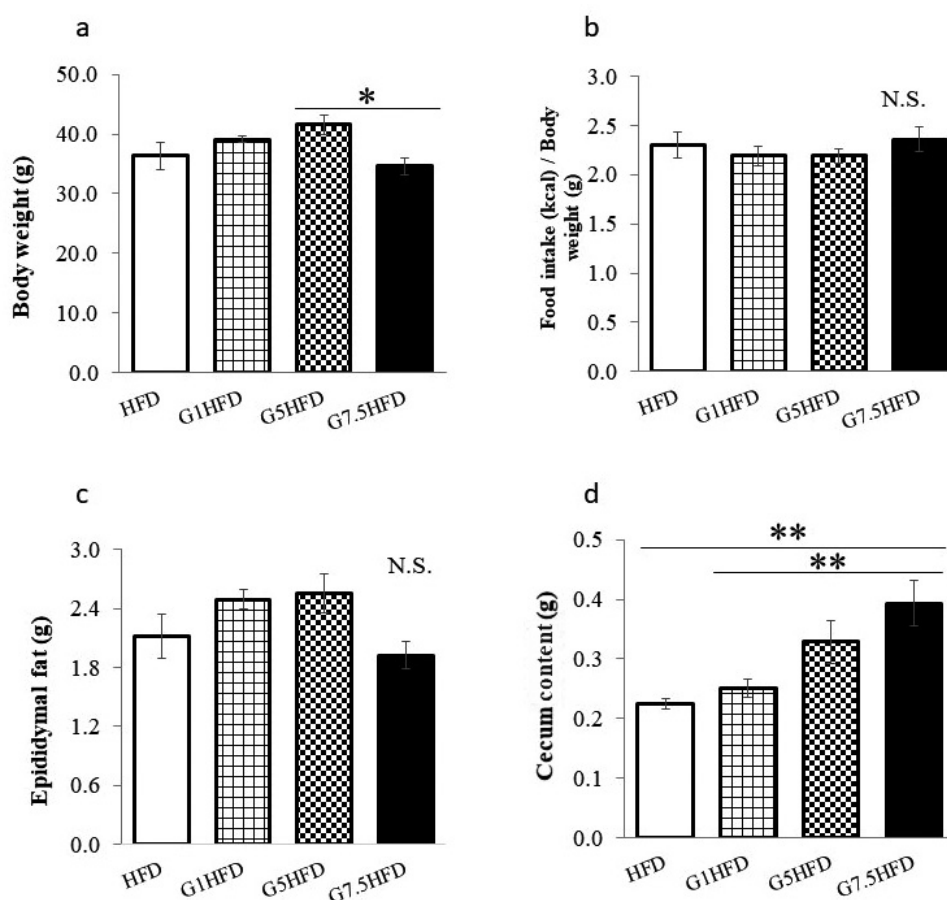 a
50.0
40.0
30.0
20.0
10.0
0.0
Body weight (g)
*
HFD
G1HFD
G5HFD
G7.5HFD
b
3.0
2.5
2.0
1.5
1.0
0.5
0.0
Food intake (kcal) / Body
weight (g)
N.S.
HFD
G1HFD
G5HFD
G7.5HFD
c
3.0
2.4
1.8
1.2
0.6
0.0
Epididymal fat (g)
N.S.
HFD
G1HFD
G5HFD
G7.5HFD
d
0.5
0.4
0.3
0.2
0.1
0.0
Cecum content (g)
**
**
HFD
G1HFD
G5HFD
G7.5HFD